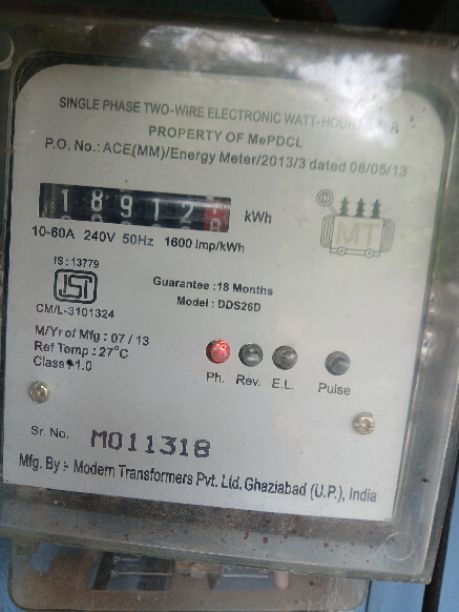 SINGLE PHASE TWO-WIRE ELECTRONIC WATT-HOUR METER
PROPERTY OF MePDCL
P.O. No.: ACE(MM)/Energy Meter/2013/3 dated 08/05/13
18912 kWh
MT
10-60A 240V 50Hz 1600 Imp/kWh
IS : 13779
ISI
CM/L-3101324
Guarantee : 18 Months
Model : DDS26D
M/Yr of Mfg : 07 / 13
Ref Temp : 27°C
Class : 1.0
Ph. Rev. E.L. Pulse
Sr. No. M011318
Mfg. By :- Modern Transformers Pvt. Ltd. Ghaziabad (U.P.), India